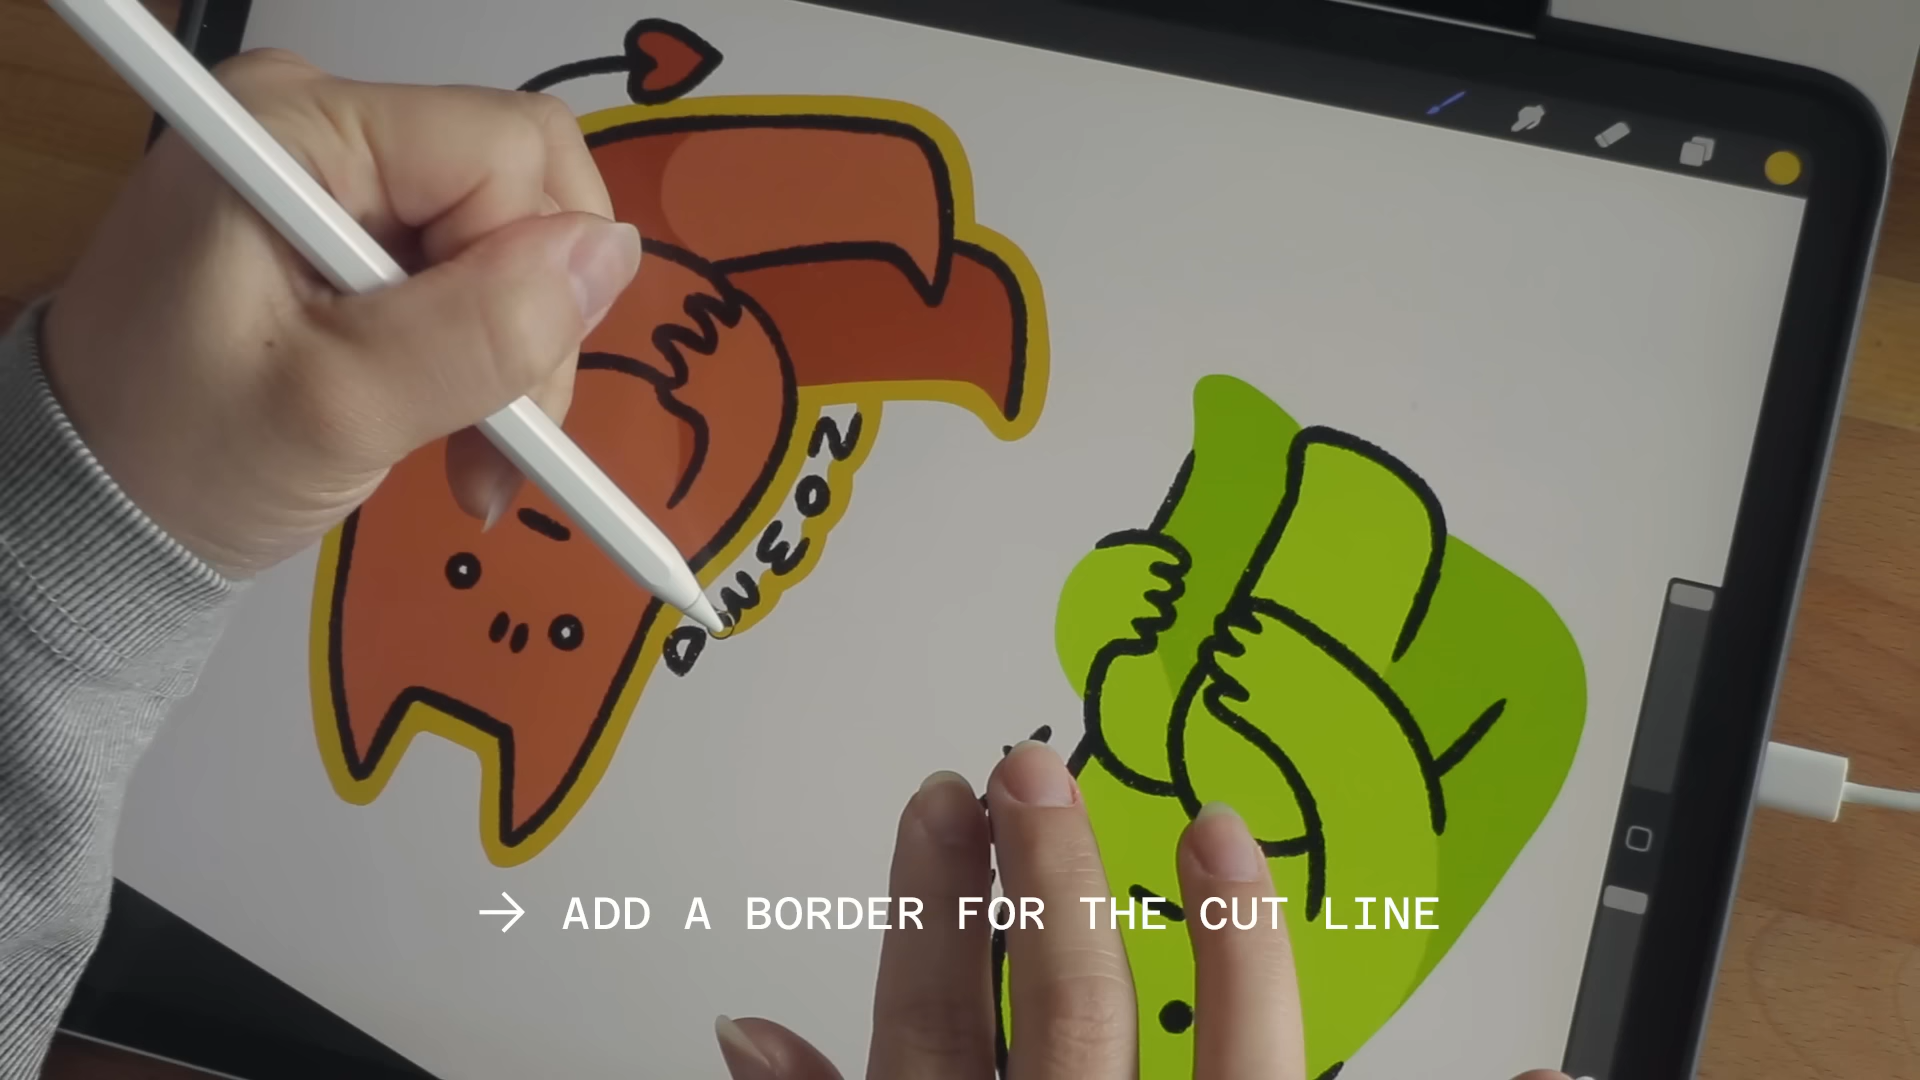 → ADD A BORDER FOR THE CUT LINE